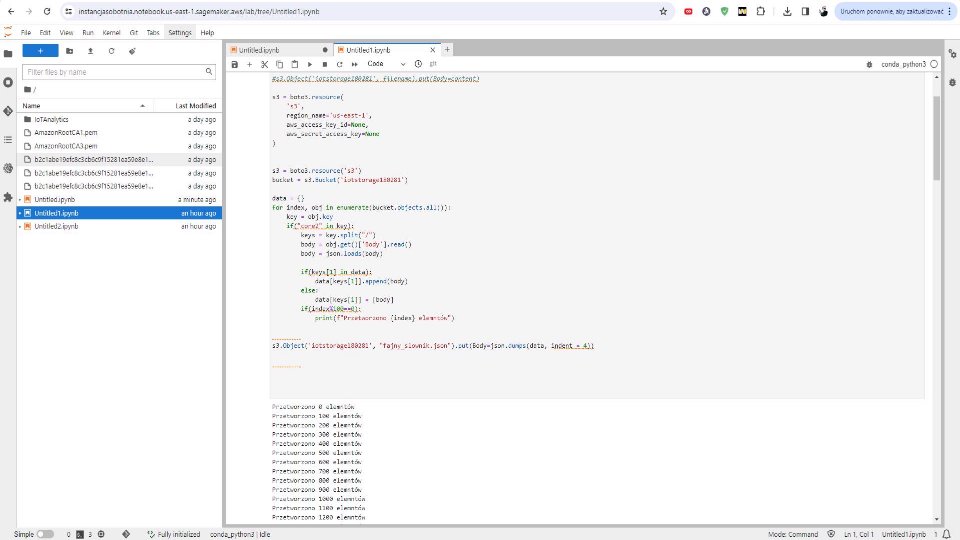 instancjasobotnia.notebook.us-east-1.sagemaker.aws/lab/tree/Untitled1.ipynb
Uruchom ponownie, aby zaktualizować
File Edit View Run Kernel Git Tabs Settings Help
Untitled.ipynb
Untitled1.ipynb
Code
git
conda_python3
Filter files by name
/
Name Last Modified
IoTAnalytics a day ago
AmazonRootCA1.pem a day ago
AmazonRootCA3.pem a day ago
b2c1abe19efc8c3cb6c9f15281ea59e8e1... a day ago
b2c1abe19efc8c3cb6c9f15281ea59e8e1... a day ago
b2c1abe19efc8c3cb6c9f15281ea59e8e1... a day ago
Untitled.ipynb a minute ago
Untitled1.ipynb an hour ago
Untitled2.ipynb an hour ago
#s3.Object('iotstorage180281', filename).put(Body=content)
s3 = boto3.resource(
's3',
region_name='us-east-1',
aws_access_key_id=None,
aws_secret_access_key=None
)
s3 = boto3.resource('s3')
bucket = s3.Bucket('iotstorage180281')
data = {}
for index, obj in enumerate(bucket.objects.all()):
key = obj.key
if("core2" in key):
keys = key.split("/")
body = obj.get()['Body'].read()
body = json.loads(body)
if(keys[1] in data):
data[keys[1]].append(body)
else:
data[keys[1]] = [body]
if(index%100==0):
print(f"Przetworzono {index} elemntów")
s3.Object('iotstorage180281', "fajny_slownik.json").put(Body=json.dumps(data, indent = 4))
Przetworzono 0 elemntów
Przetworzono 100 elemntów
Przetworzono 200 elemntów
Przetworzono 300 elemntów
Przetworzono 400 elemntów
Przetworzono 500 elemntów
Przetworzono 600 elemntów
Przetworzono 700 elemntów
Przetworzono 800 elemntów
Przetworzono 900 elemntów
Przetworzono 1000 elemntów
Przetworzono 1100 elemntów
Przetworzono 1200 elemntów
Simple 0 3 Fully initialized conda_python3 | Idle Mode: Command Ln 1, Col 1 Untitled1.ipynb 1